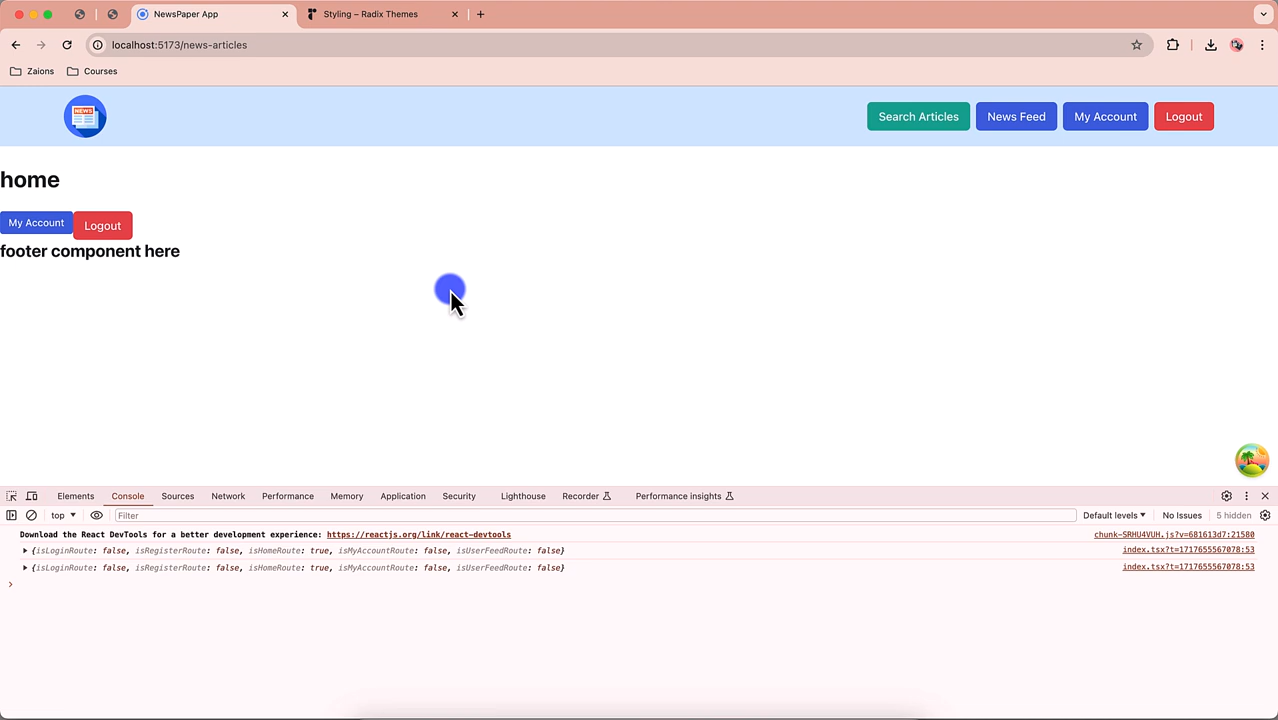 NewsPaper App
Styling – Radix Themes
localhost:5173/news-articles
Zaions
Courses
NEWS
Search Articles
News Feed
My Account
Logout
home
My Account
Logout
footer component here
Elements
Console
Sources
Network
Performance
Memory
Application
Security
Lighthouse
Recorder
Performance insights
top
Filter
Default levels
No Issues
5 hidden
Download the React DevTools for a better development experience: https://reactjs.org/link/react-devtools
chunk-SRHU4VUH.js?v=681613d7:21580
{isLoginRoute: false, isRegisterRoute: false, isHomeRoute: true, isMyAccountRoute: false, isUserFeedRoute: false}
index.tsx?t=1717655567078:53
{isLoginRoute: false, isRegisterRoute: false, isHomeRoute: true, isMyAccountRoute: false, isUserFeedRoute: false}
index.tsx?t=1717655567078:53